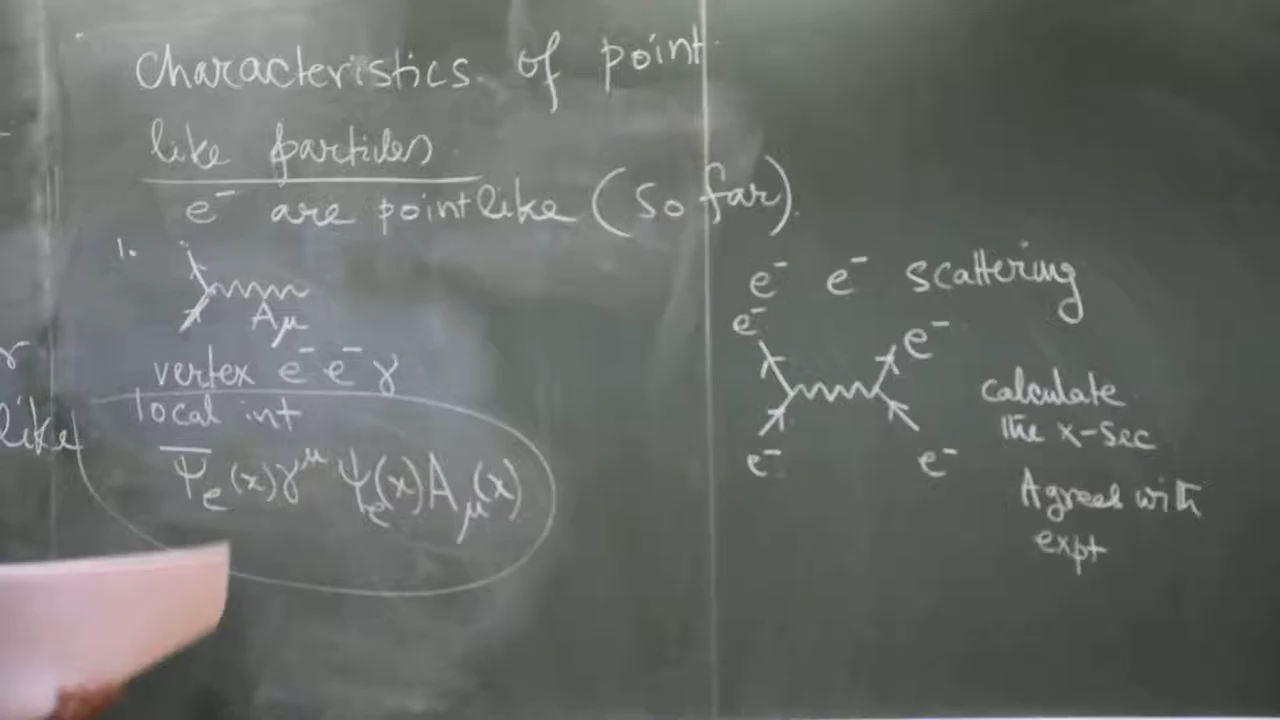 Characteristics of point
like particles
e⁻ are pointlike (so far).
1.
Aμ
vertex e⁻ e⁻ γ
local int
ψ̄e(x)γ^μ ψe(x)Aμ(x)
like
e⁻ e⁻ scattering
e⁻ e⁻
e⁻ e⁻
calculate
the x-sec
Agrees with
expt